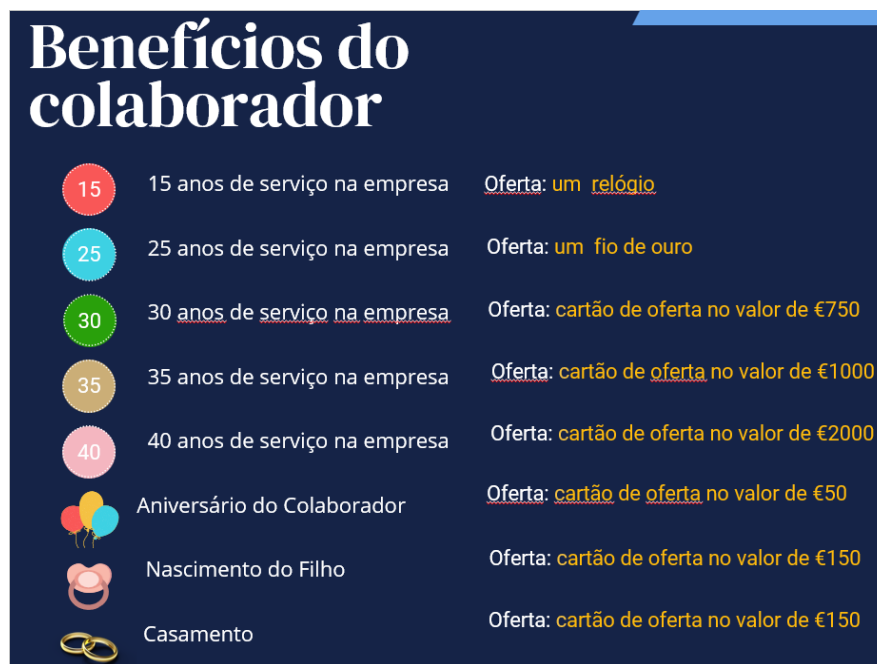 Benefícios do
colaborador
15 15 anos de serviço na empresa Oferta: um relógio
25 25 anos de serviço na empresa Oferta: um fio de ouro
30 30 anos de serviço na empresa Oferta: cartão de oferta no valor de €750
35 35 anos de serviço na empresa Oferta: cartão de oferta no valor de €1000
40 40 anos de serviço na empresa Oferta: cartão de oferta no valor de €2000
Aniversário do Colaborador Oferta: cartão de oferta no valor de €50
Nascimento do Filho Oferta: cartão de oferta no valor de €150
Casamento Oferta: cartão de oferta no valor de €150